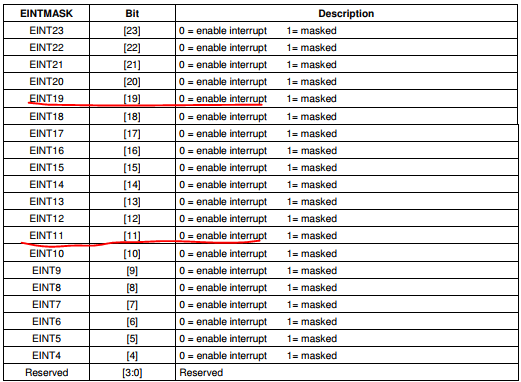 EINTMASK Bit Description
EINT23 [23] 0 = enable interrupt 1= masked
EINT22 [22] 0 = enable interrupt 1= masked
EINT21 [21] 0 = enable interrupt 1= masked
EINT20 [20] 0 = enable interrupt 1= masked
EINT19 [19] 0 = enable interrupt 1= masked
EINT18 [18] 0 = enable interrupt 1= masked
EINT17 [17] 0 = enable interrupt 1= masked
EINT16 [16] 0 = enable interrupt 1= masked
EINT15 [15] 0 = enable interrupt 1= masked
EINT14 [14] 0 = enable interrupt 1= masked
EINT13 [13] 0 = enable interrupt 1= masked
EINT12 [12] 0 = enable interrupt 1= masked
EINT11 [11] 0 = enable interrupt 1= masked
EINT10 [10] 0 = enable interrupt 1= masked
EINT9 [9] 0 = enable interrupt 1= masked
EINT8 [8] 0 = enable interrupt 1= masked
EINT7 [7] 0 = enable interrupt 1= masked
EINT6 [6] 0 = enable interrupt 1= masked
EINT5 [5] 0 = enable interrupt 1= masked
EINT4 [4] 0 = enable interrupt 1= masked
Reserved [3:0] Reserved